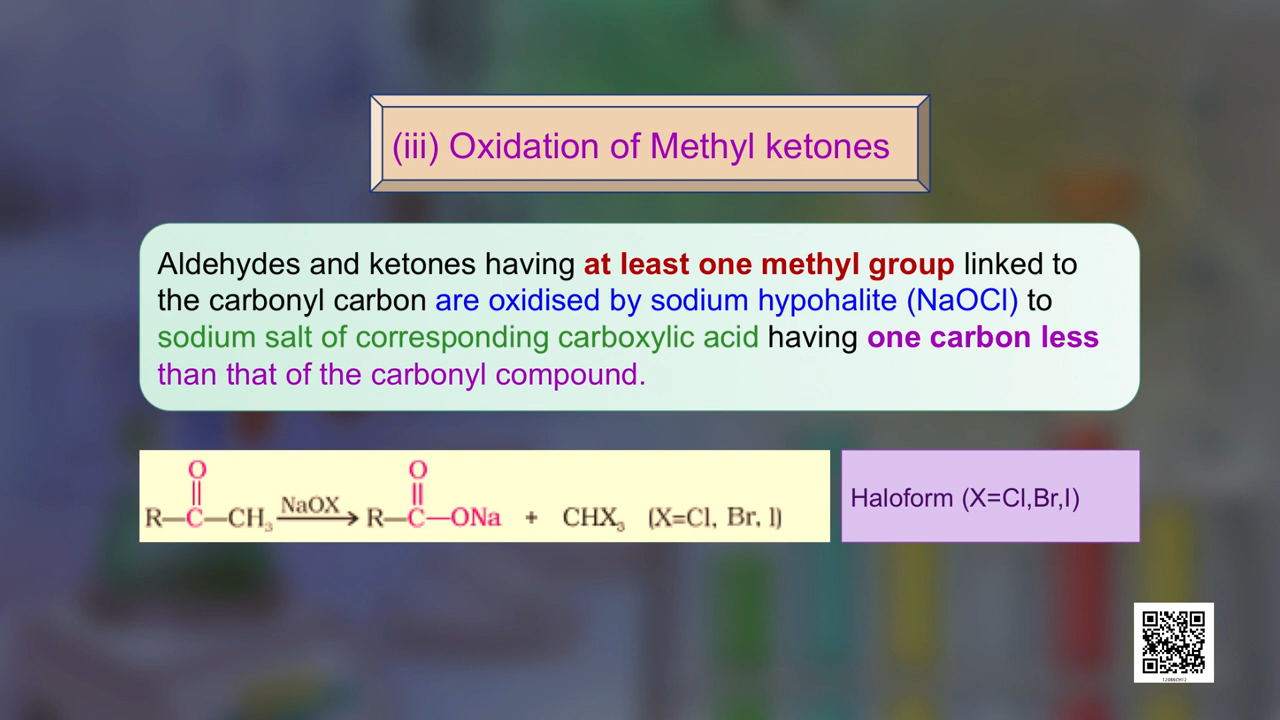 (iii) Oxidation of Methyl ketones
Aldehydes and ketones having at least one methyl group linked to
the carbonyl carbon are oxidised by sodium hypohalite (NaOCl) to
sodium salt of corresponding carboxylic acid having one carbon less
than that of the carbonyl compound.
O O
R—C—CH₃ NaOX R—C—ONa + CHX₃ (X=Cl, Br, I)
Haloform (X=Cl,Br,I)
12086CH12